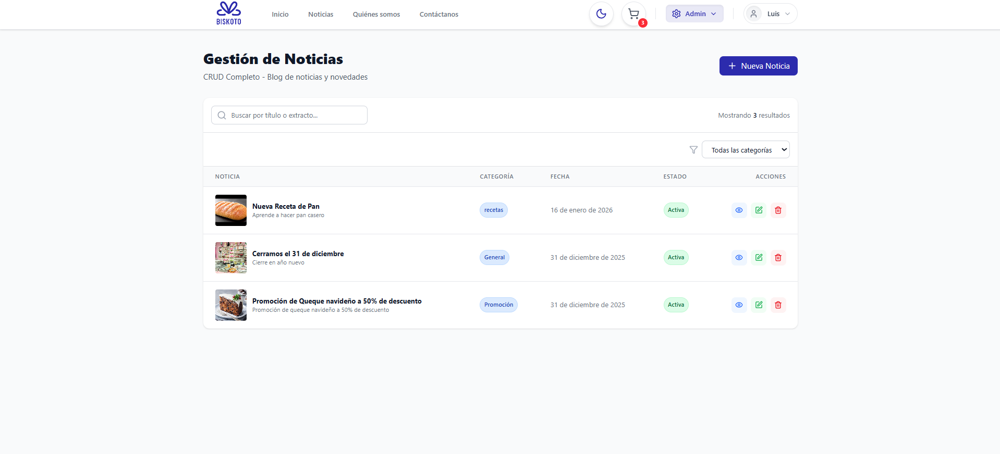 BISKOTO
Inicio
Noticias
Quiénes somos
Contáctanos
3
Admin
Luis
Gestión de Noticias
CRUD Completo - Blog de noticias y novedades
Nueva Noticia
Buscar por título o extracto...
Mostrando 3 resultados
Todas las categorías
NOTICIA
CATEGORÍA
FECHA
ESTADO
ACCIONES
Nueva Receta de Pan
Aprende a hacer pan casero
recetas
16 de enero de 2026
Activa
Cerramos el 31 de diciembre
Cierre en año nuevo
General
31 de diciembre de 2025
Activa
Promoción de Queque navideño a 50% de descuento
Promoción de queque navideño a 50% de descuento
Promoción
31 de diciembre de 2025
Activa